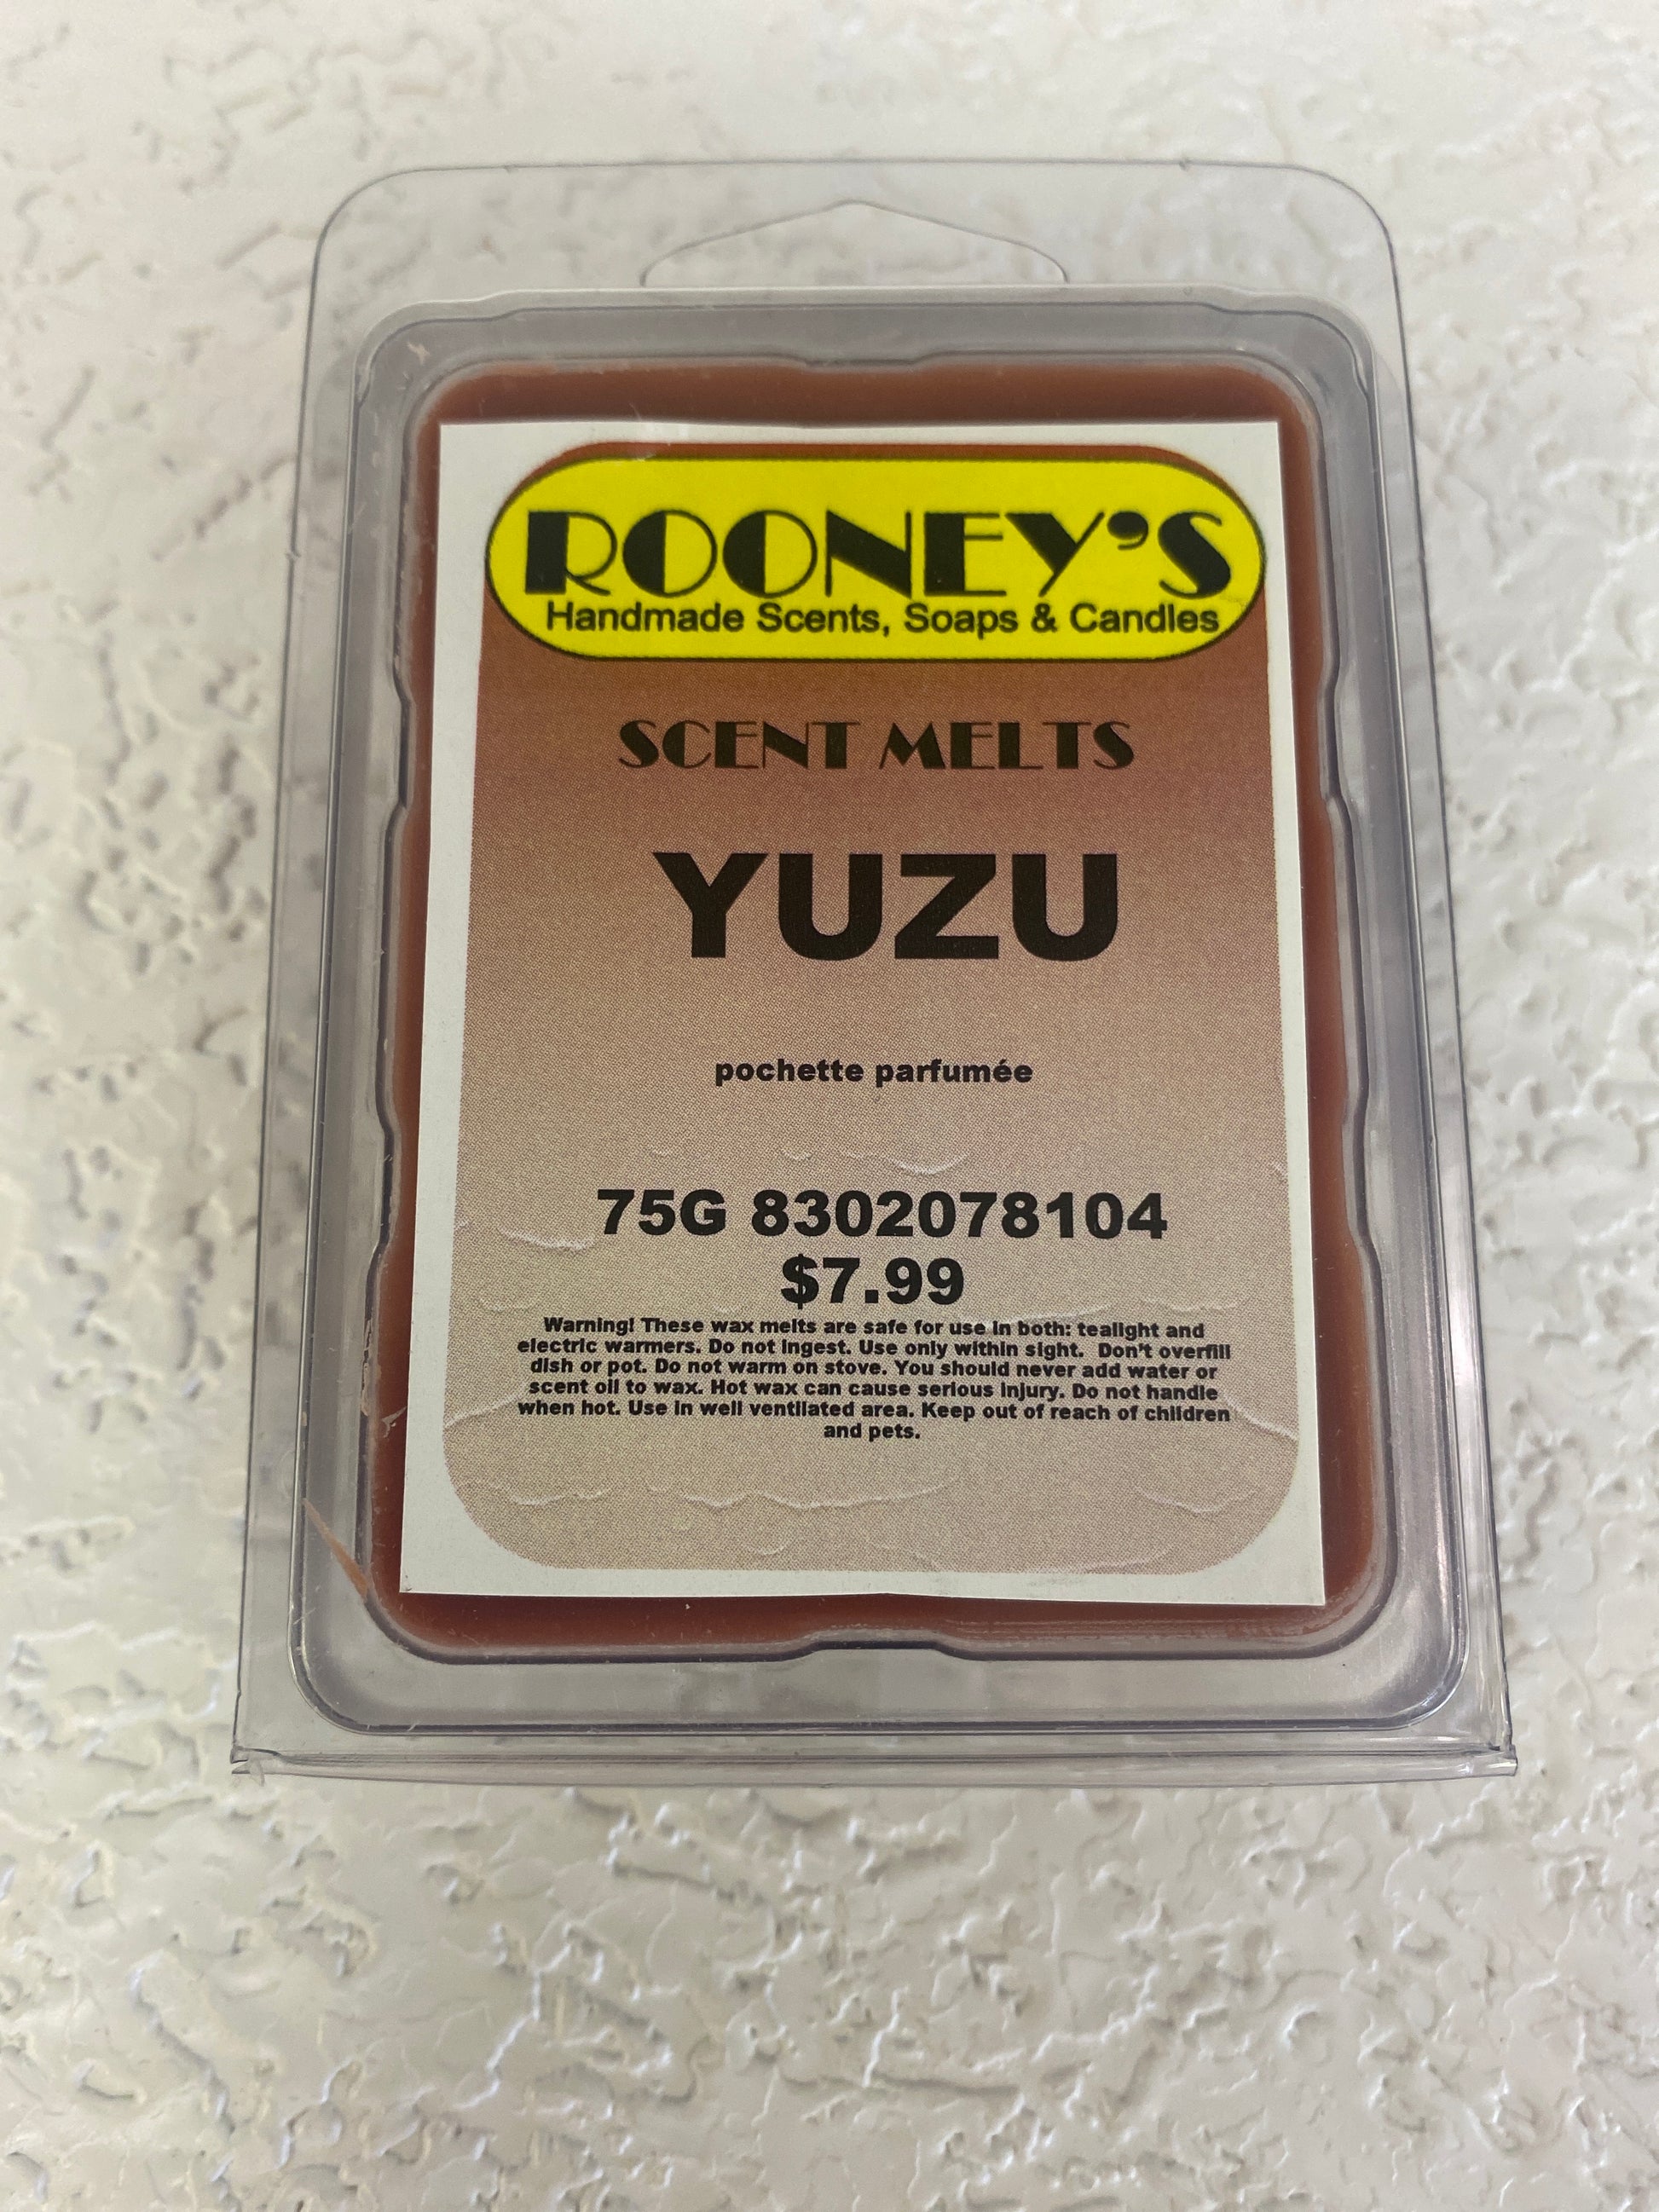 ROONEY'S
Handmade Scents, Soaps & Candles
SCENT MELTS
YUZU
pochette parfumée
75G 8302078104
$7.99
Warning! These wax melts are safe for use in both: tealight and
electric warmers. Do not ingest. Use only within sight. Don't overfill
dish or pot. Do not warm on stove. You should never add water or
scent oil to wax. Hot wax can cause serious injury. Do not handle
when hot. Use in well ventilated area. Keep out of reach of children
and pets.